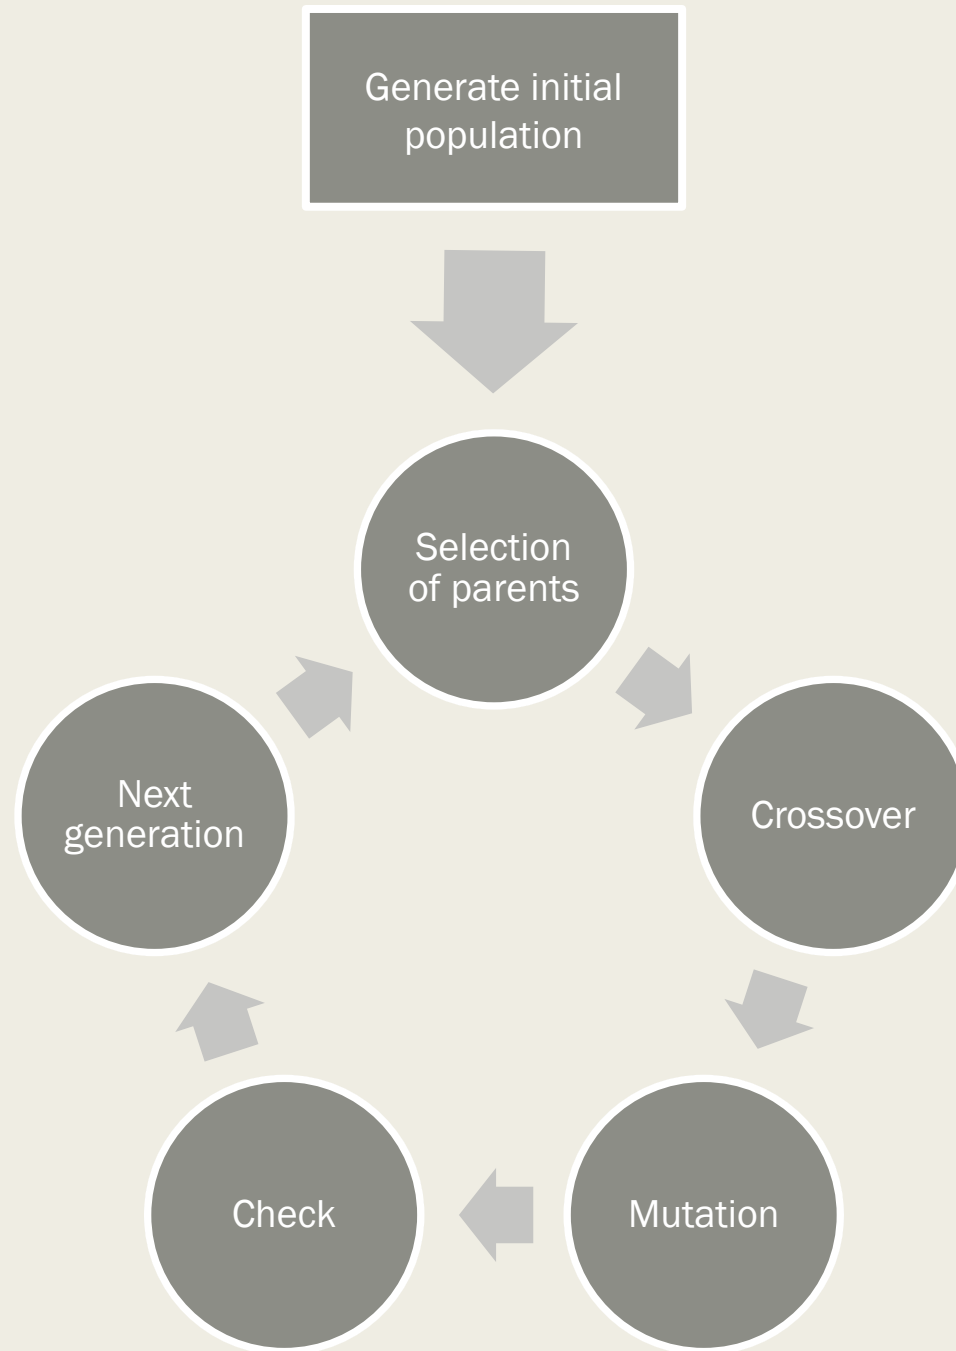 Generate initial
population
Selection
of parents
Crossover
Mutation
Check
Next
generation